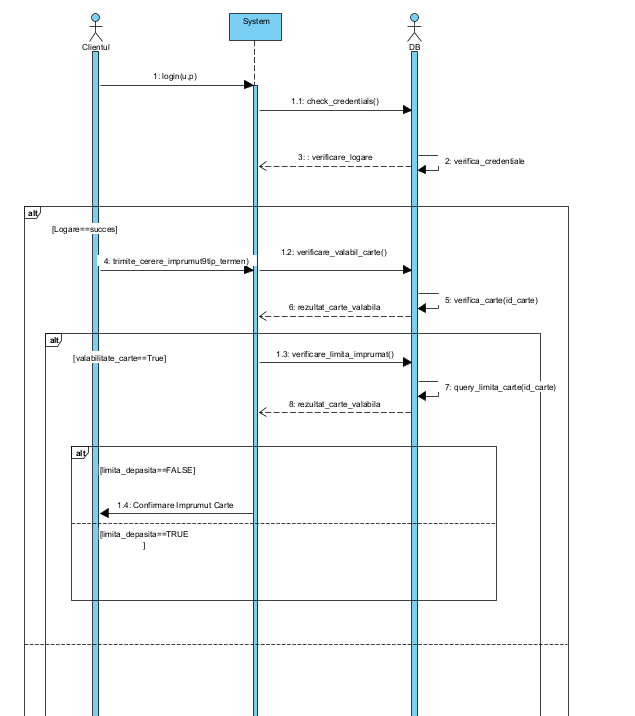 System
Clientul
DB
1: login(u,p)
1.1: check_credentials()
3: : verificare_logare
2: verifica_credentiale
alt
[Logare==succes]
1.2: verificare_valabil_carte()
4: trimite_cerere_imprumut9tip_termen)
5: verifica_carte(id_carte)
6: rezultat_carte_valabila
alt
[valabilitate_carte==True]
1.3: verificare_limita_imprumat()
7: query_limita_carte(id_carte)
8: rezultat_carte_valabila
alt
[limita_depasita==FALSE]
1.4: Confirmare Imprumut Carte
[limita_depasita==TRUE
]